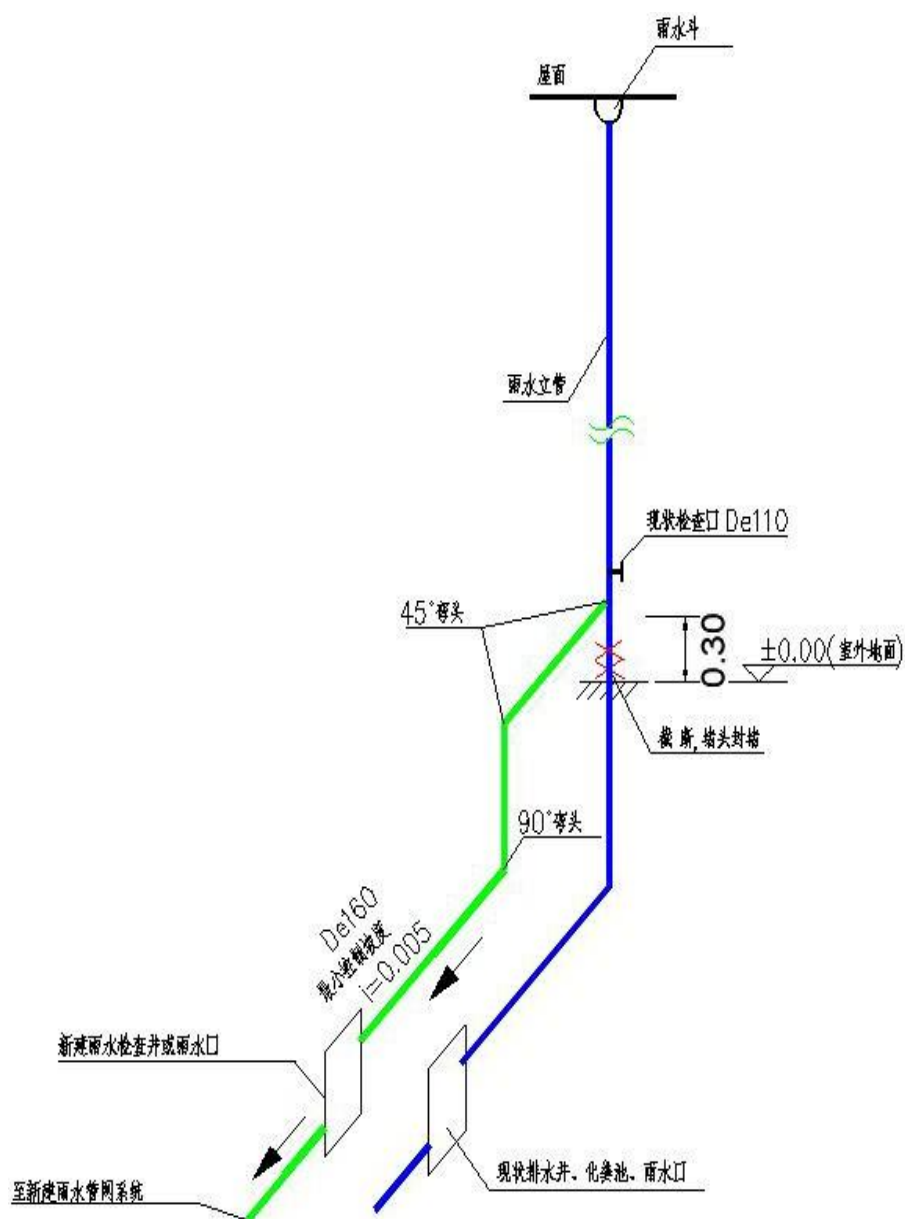 雨水斗
屋面
雨水立管
现状检查口 De110
45°弯头
0.30
±0.00(室外地面)
截断,堵头封堵
90°弯头
De160
最小控制坡度
i=0.005
新建雨水检查井或雨水口
现状排水井、化粪池、雨水口
至新建雨水管网系统